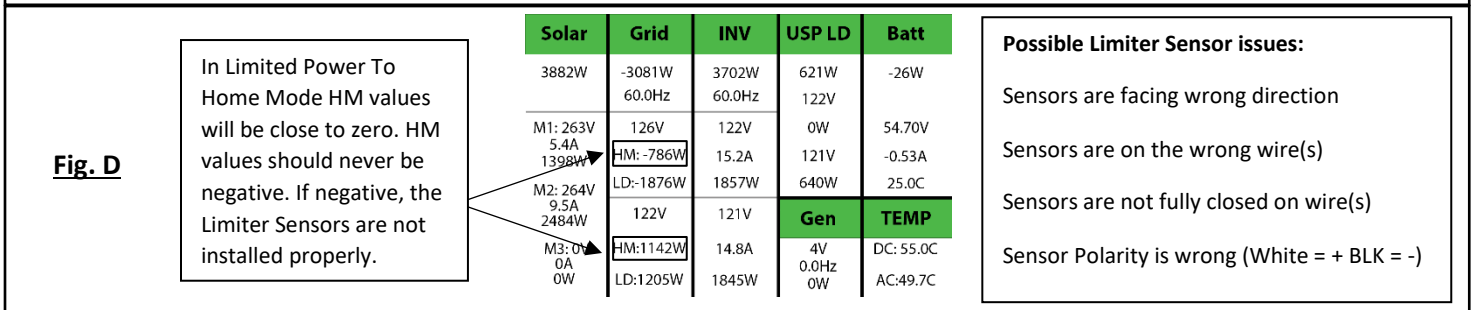 Fig. D
In Limited Power To
Home Mode HM values
will be close to zero. HM
values should never be
negative. If negative, the
Limiter Sensors are not
installed properly.
Solar Grid INV USP LD Batt
3882W -3081W 3702W 621W -26W
60.0Hz 60.0Hz 122V
M1: 263V 126V 122V 0W 54.70V
5.4A
1398W HM: -786W 15.2A 121V -0.53A
M2: 264V LD:-1876W 1857W 640W 25.0C
9.5A
2484W 122V 121V Gen TEMP
M3: 0V HM:1142W 14.8A 4V DC: 55.0C
0A 0.0Hz
0W LD:1205W 1845W 0W AC:49.7C
Possible Limiter Sensor issues:
Sensors are facing wrong direction
Sensors are on the wrong wire(s)
Sensors are not fully closed on wire(s)
Sensor Polarity is wrong (White = + BLK = -)